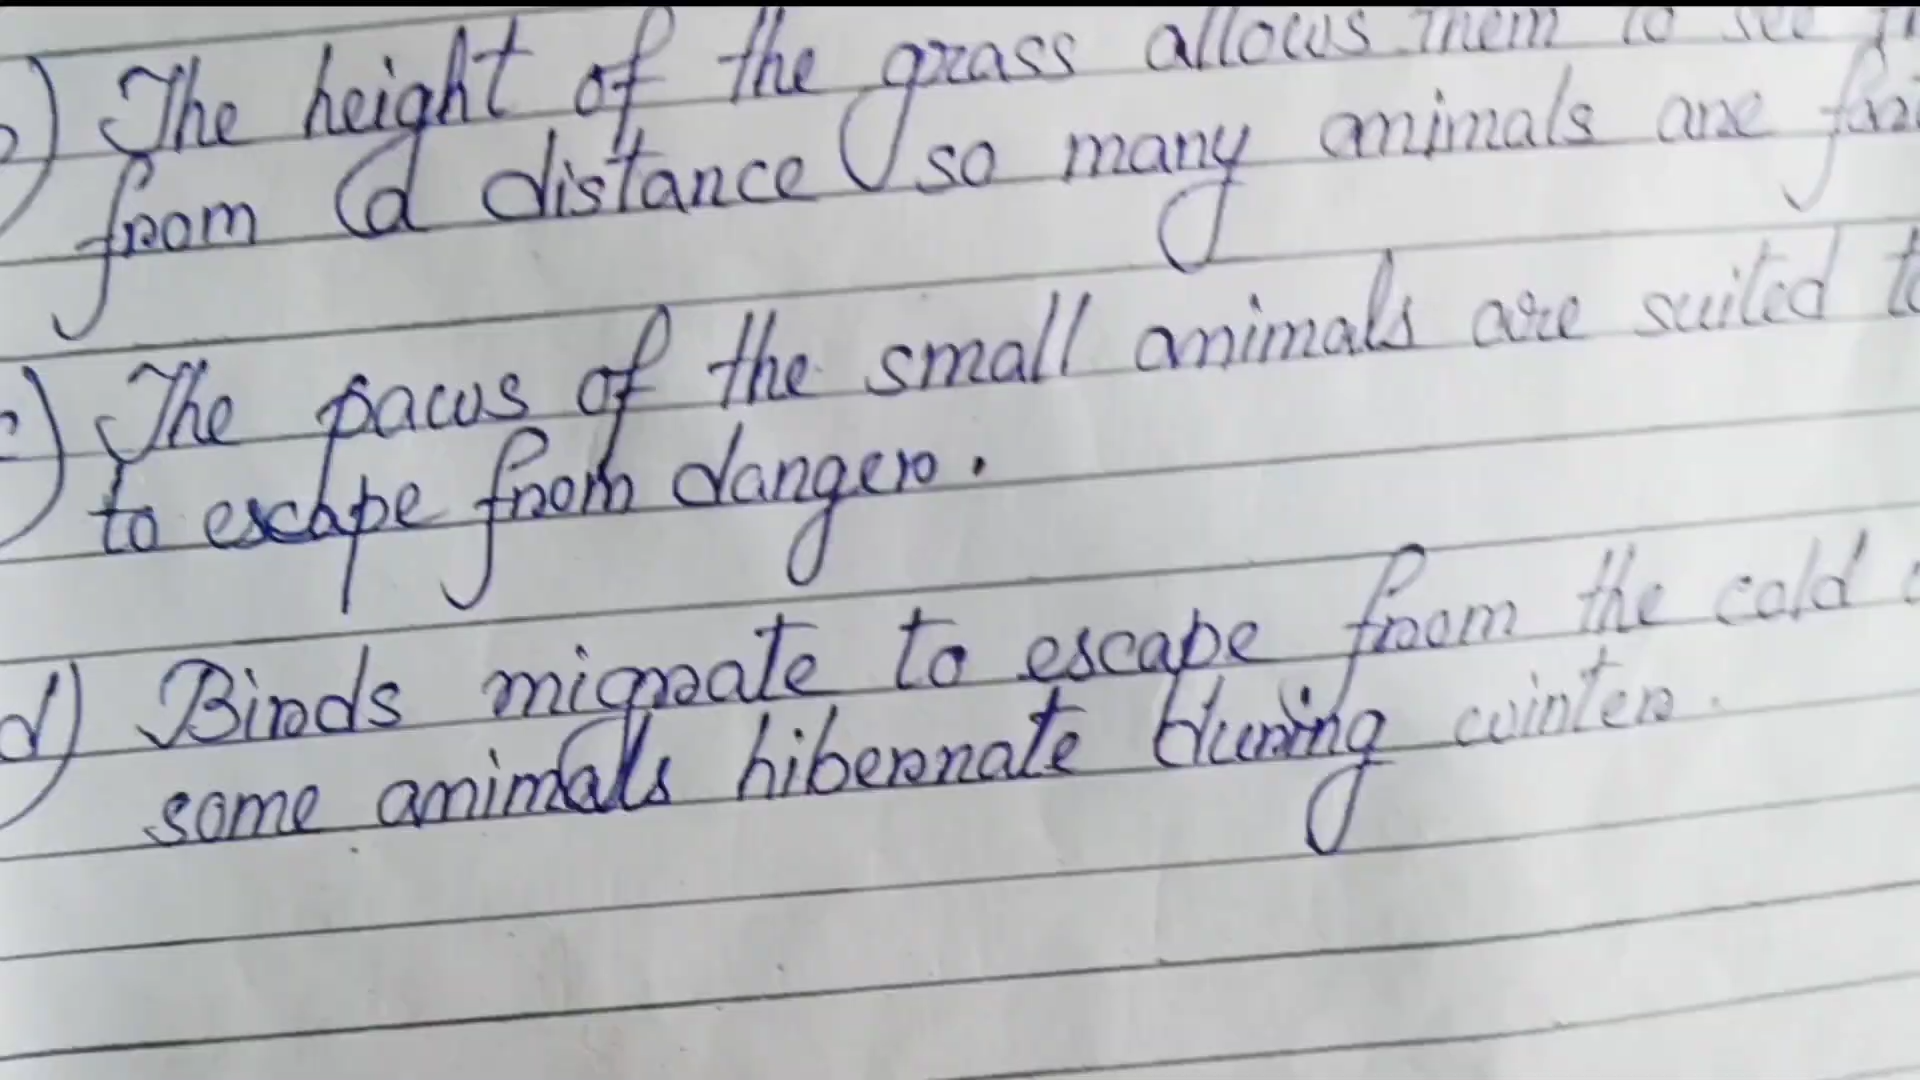 The height of the grass allows them to see
from a distance so many animals are
c) The paws of the small animals are suited to
to escape from danger.
d) Birds migrate to escape from the cold
some animals hibernate during winter.